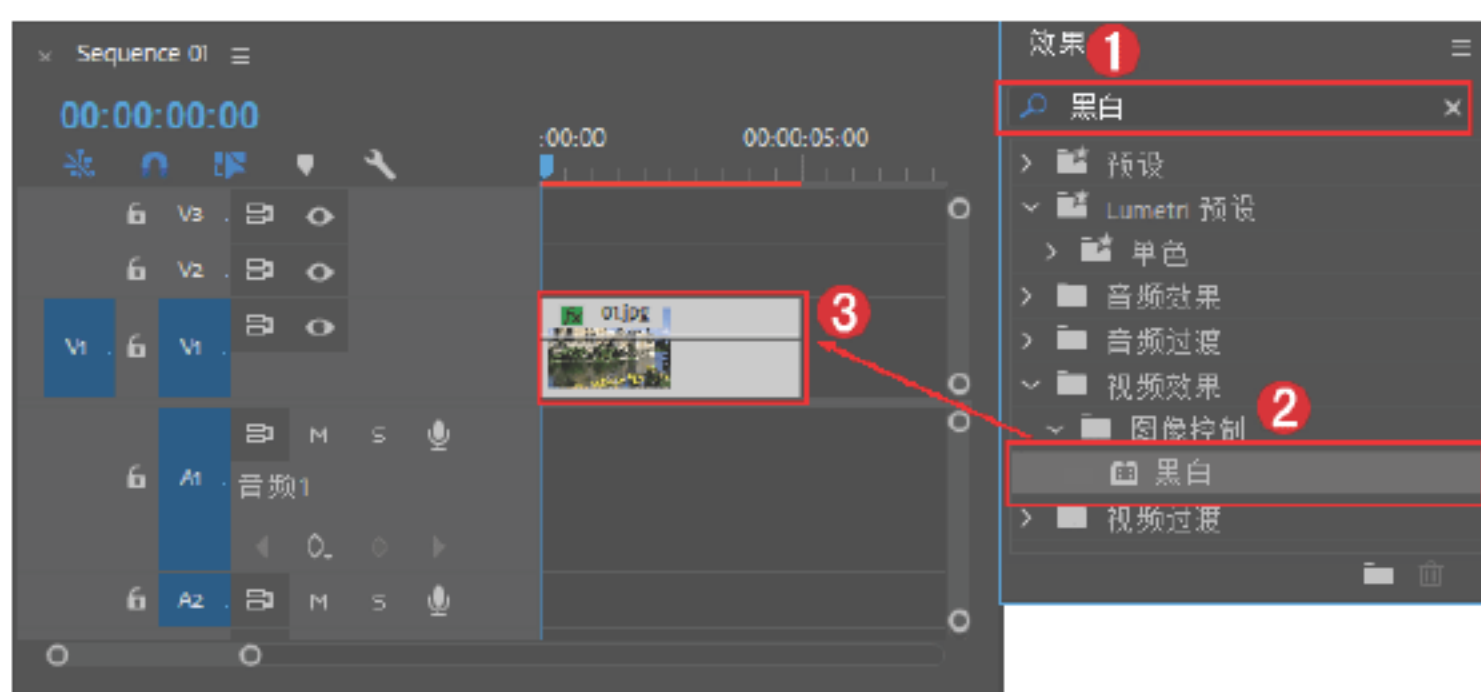 × Sequence 01
00:00:00:00
:00:00 00:00:05:00
V3
V2
V1 V1
fx 01.jpg
A1 M S
音频1
A2 M S
效果
黑白 ×
预设
Lumetri 预设
单色
音频效果
音频过渡
视频效果
图像控制
黑白
视频过渡
1
2
3